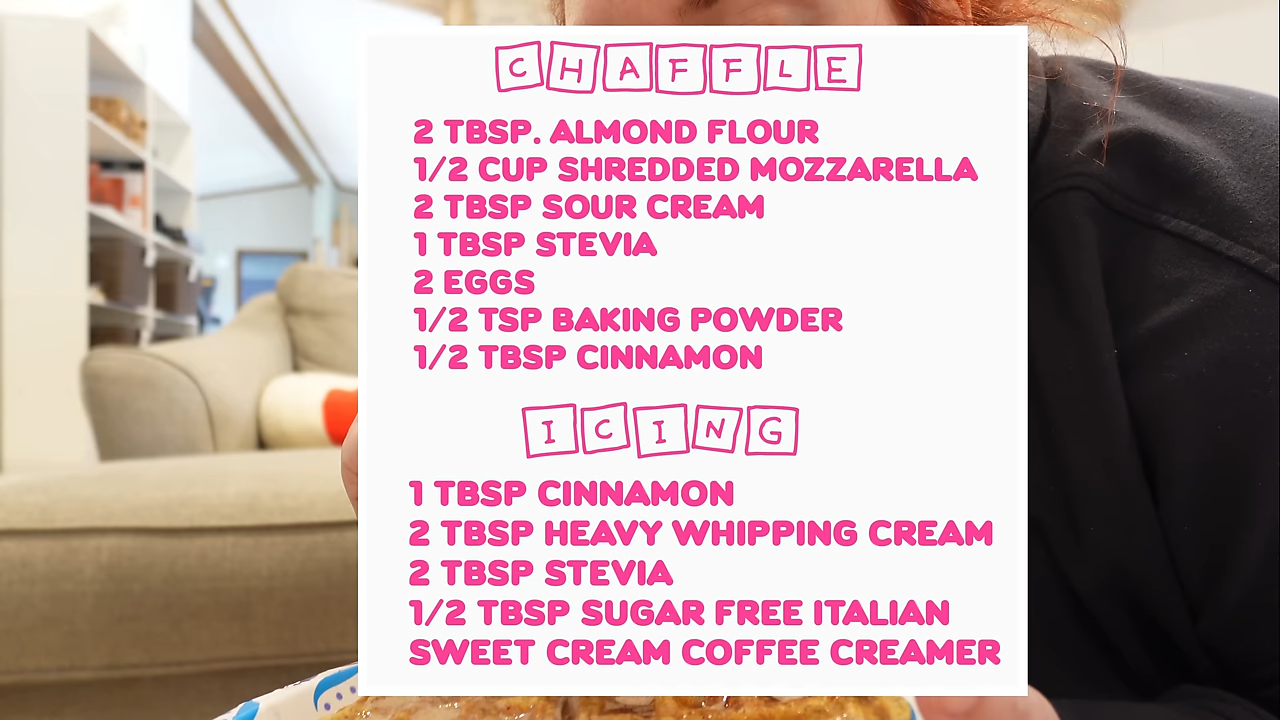 CHAFFLE
2 TBSP. ALMOND FLOUR
1/2 CUP SHREDDED MOZZARELLA
2 TBSP SOUR CREAM
1 TBSP STEVIA
2 EGGS
1/2 TSP BAKING POWDER
1/2 TBSP CINNAMON
ICING
1 TBSP CINNAMON
2 TBSP HEAVY WHIPPING CREAM
2 TBSP STEVIA
1/2 TBSP SUGAR FREE ITALIAN
SWEET CREAM COFFEE CREAMER